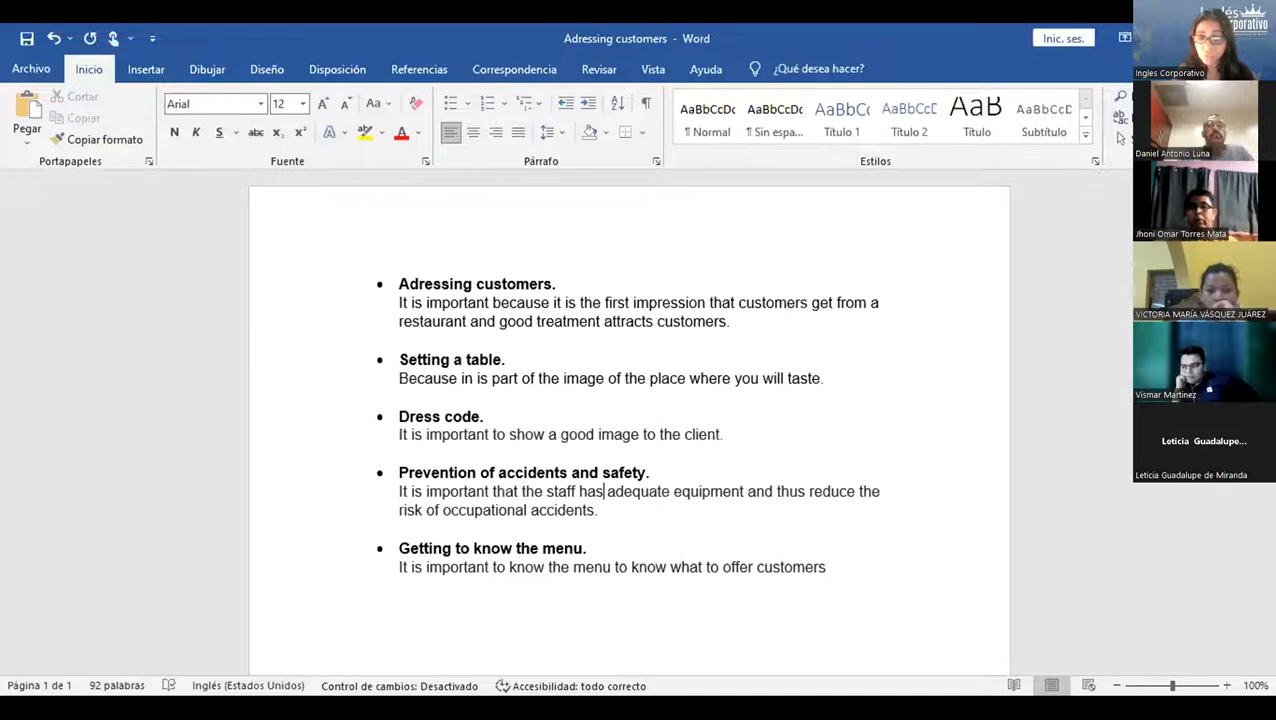 Adressing customers - Word
Inic. ses.
Archivo Inicio Insertar Dibujar Diseño Disposición Referencias Correspondencia Revisar Vista Ayuda ¿Qué desea hacer?
Pegar
Cortar
Copiar
Copiar formato
Portapapeles
Arial 12
Fuente
Párrafo
AaBbCcDc AaBbCcDc AaBbCcD AaBbCcD AaB AaBbCcD
¶ Normal ¶ Sin espa... Título 1 Título 2 Título Subtítulo
Estilos
• Adressing customers.
It is important because it is the first impression that customers get from a
restaurant and good treatment attracts customers.
• Setting a table.
Because in is part of the image of the place where you will taste.
• Dress code.
It is important to show a good image to the client.
• Prevention of accidents and safety.
It is important that the staff has adequate equipment and thus reduce the
risk of occupational accidents.
• Getting to know the menu.
It is important to know the menu to know what to offer customers
Página 1 de 1 92 palabras Inglés (Estados Unidos) Control de cambios: Desactivado Accesibilidad: todo correcto 100%
Ingles Corporativo
Daniel Antonio Luna
Jhoni Omar Torres Mata
VICTORIA MARÍA VÁSQUEZ JUÁREZ
Vismar Martinez
Leticia Guadalupe...
Leticia Guadalupe de Miranda